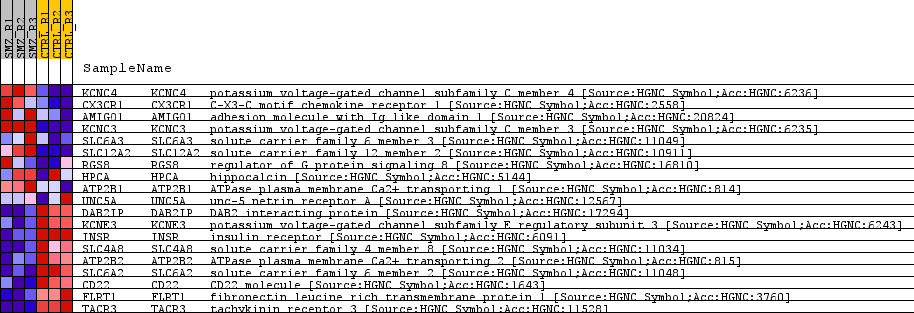 SMZ_R1 SMZ_R2 SMZ_R3 CTRL_R1 CTRL_R2 CTRL_R3
SampleName
KCNC4 KCNC4 potassium voltage-gated channel subfamily C member 4 [Source:HGNC Symbol;Acc:HGNC:6236]
CX3CR1 CX3CR1 C-X3-C motif chemokine receptor 1 [Source:HGNC Symbol;Acc:HGNC:2558]
AMIGO1 AMIGO1 adhesion molecule with Ig like domain 1 [Source:HGNC Symbol;Acc:HGNC:20824]
KCNC3 KCNC3 potassium voltage-gated channel subfamily C member 3 [Source:HGNC Symbol;Acc:HGNC:6235]
SLC6A3 SLC6A3 solute carrier family 6 member 3 [Source:HGNC Symbol;Acc:HGNC:11049]
SLC12A2 SLC12A2 solute carrier family 12 member 2 [Source:HGNC Symbol;Acc:HGNC:10911]
RGS8 RGS8 regulator of G protein signaling 8 [Source:HGNC Symbol;Acc:HGNC:16810]
HPCA HPCA hippocalcin [Source:HGNC Symbol;Acc:HGNC:5144]
ATP2B1 ATP2B1 ATPase plasma membrane Ca2+ transporting 1 [Source:HGNC Symbol;Acc:HGNC:814]
UNC5A UNC5A unc-5 netrin receptor A [Source:HGNC Symbol;Acc:HGNC:12567]
DAB2IP DAB2IP DAB2 interacting protein [Source:HGNC Symbol;Acc:HGNC:17294]
KCNE3 KCNE3 potassium voltage-gated channel subfamily E regulatory subunit 3 [Source:HGNC Symbol;Acc:HGNC:6243]
INSR INSR insulin receptor [Source:HGNC Symbol;Acc:HGNC:6091]
SLC4A8 SLC4A8 solute carrier family 4 member 8 [Source:HGNC Symbol;Acc:HGNC:11034]
ATP2B2 ATP2B2 ATPase plasma membrane Ca2+ transporting 2 [Source:HGNC Symbol;Acc:HGNC:815]
SLC6A2 SLC6A2 solute carrier family 6 member 2 [Source:HGNC Symbol;Acc:HGNC:11048]
CD22 CD22 CD22 molecule [Source:HGNC Symbol;Acc:HGNC:1643]
FLRT1 FLRT1 fibronectin leucine rich transmembrane protein 1 [Source:HGNC Symbol;Acc:HGNC:3760]
TACR3 TACR3 tachykinin receptor 3 [Source:HGNC Symbol;Acc:HGNC:11528]